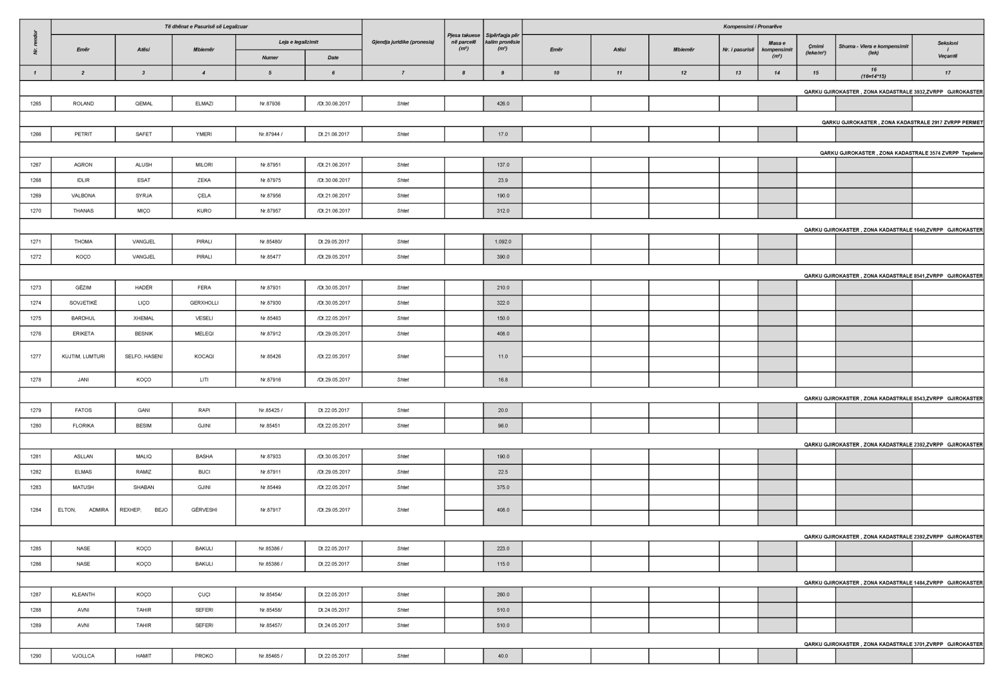 Nr. rendor
Të dhënat e Pasurisë së Legalizuar
Gjendja juridike (pronesia)
Pjesa takuese në parcelë (m²)
Sipërfaqja për kalim pronësie (m²)
Kompensimi i Pronarëve
Emër Atësi Mbiemër Leja e legalizimit Emër Atësi Mbiemër Nr. i pasurisë Masa e kompensimit (m²) Çmimi (leke/m²) Shuma - Vlera e kompensimit (lek) Seksioni i Veçantë
Numer Date
1 2 3 4 5 6 7 8 9 10 11 12 13 14 15 16 (16=14*15) 17
QARKU GJIROKASTER , ZONA KADASTRALE 3932,ZVRPP GJIROKASTER
1265 ROLAND QEMAL ELMAZI Nr.87936 /Dt.30.06.2017 Shtet 426.0
QARKU GJIROKASTER , ZONA KADASTRALE 2917 ZVRPP PERMET
1266 PETRIT SAFET YMERI Nr.87944 / Dt.21.06.2017 Shtet 17.0
QARKU GJIROKASTER , ZONA KADASTRALE 3574 ZVRPP Tepelene
1267 AGRON ALUSH MILORI Nr.87951 /Dt.21.06.2017 Shtet 137.0
1268 IDLIR ESAT ZEKA Nr.87975 /Dt.30.06.2017 Shtet 23.9
1269 VALBONA SYRJA ÇELA Nr.87956 /Dt.21.06.2017 Shtet 190.0
1270 THANAS MIÇO KURO Nr.87957 /Dt.21.06.2017 Shtet 312.0
QARKU GJIROKASTER , ZONA KADASTRALE 1640,ZVRPP GJIROKASTER
1271 THOMA VANGJEL PIRALI Nr.85480/ Dt.29.05.2017 Shtet 1,092.0
1272 KOÇO VANGJEL PIRALI Nr.85477 /Dt.29.05.2017 Shtet 390.0
QARKU GJIROKASTER , ZONA KADASTRALE 8541,ZVRPP GJIROKASTER
1273 GËZIM HADËR FERA Nr.87931 /Dt.30.05.2017 Shtet 210.0
1274 SOVJETIKË LIÇO GERXHOLLI Nr.87930 /Dt.30.05.2017 Shtet 322.0
1275 BARDHUL XHEMAL VESELI Nr.85463 /Dt.22.05.2017 Shtet 150.0
1276 ERIKETA BESNIK MELEQI Nr.87912 /Dt.29.05.2017 Shtet 408.0
1277 KUJTIM, LUMTURI SELFO, HASENI KOCAQI Nr.85426 /Dt.22.05.2017 Shtet 11.0
1278 JANI KOÇO LITI Nr.87916 /Dt.29.05.2017 Shtet 16.8
QARKU GJIROKASTER , ZONA KADASTRALE 8543,ZVRPP GJIROKASTER
1279 FATOS GANI RAPI Nr.85425 / Dt.22.05.2017 Shtet 20.0
1280 FLORIKA BESIM GJINI Nr.85451 /Dt.22.05.2017 Shtet 96.0
QARKU GJIROKASTER , ZONA KADASTRALE 2392,ZVRPP GJIROKASTER
1281 ASLLAN MALIQ BASHA Nr.87933 /Dt.30.05.2017 Shtet 190.0
1282 ELMAS RAMIZ BUCI Nr.87911 /Dt.29.05.2017 Shtet 22.5
1283 MATUSH SHABAN GJINI Nr.85449 /Dt.22.05.2017 Shtet 375.0
1284 ELTON, ADMIRA REXHEP, BEJO GËRVESHI Nr.87917 /Dt.29.05.2017 Shtet 408.0
QARKU GJIROKASTER , ZONA KADASTRALE 2392,ZVRPP GJIROKASTER
1285 NASE KOÇO BAKULI Nr.85386 / Dt.22.05.2017 Shtet 223.0
1286 NASE KOÇO BAKULI Nr.85386 / Dt.22.05.2017 Shtet 115.0
QARKU GJIROKASTER , ZONA KADASTRALE 1484,ZVRPP GJIROKASTER
1287 KLEANTH KOÇO ÇUÇI Nr.85454/ Dt.22.05.2017 Shtet 260.0
1288 AVNI TAHIR SEFERI Nr.85458/ Dt.24.05.2017 Shtet 510.0
1289 AVNI TAHIR SEFERI Nr.85457/ Dt.24.05.2017 Shtet 510.0
QARKU GJIROKASTER , ZONA KADASTRALE 3701,ZVRPP GJIROKASTER
1290 VJOLLCA HAMIT PROKO Nr.85465 / Dt.22.05.2017 Shtet 40.0